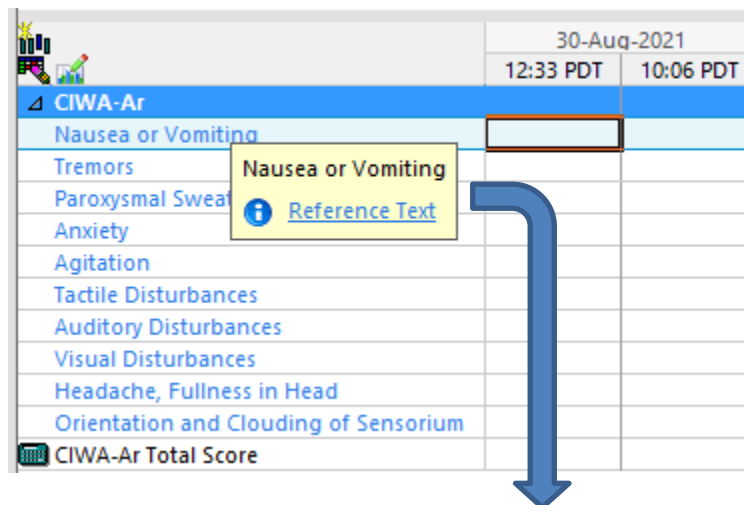 30-Aug-2021
12:33 PDT 10:06 PDT
CIWA-Ar
Nausea or Vomiting
Tremors
Nausea or Vomiting
Paroxysmal Sweat
Reference Text
Anxiety
Agitation
Tactile Disturbances
Auditory Disturbances
Visual Disturbances
Headache, Fullness in Head
Orientation and Clouding of Sensorium
CIWA-Ar Total Score